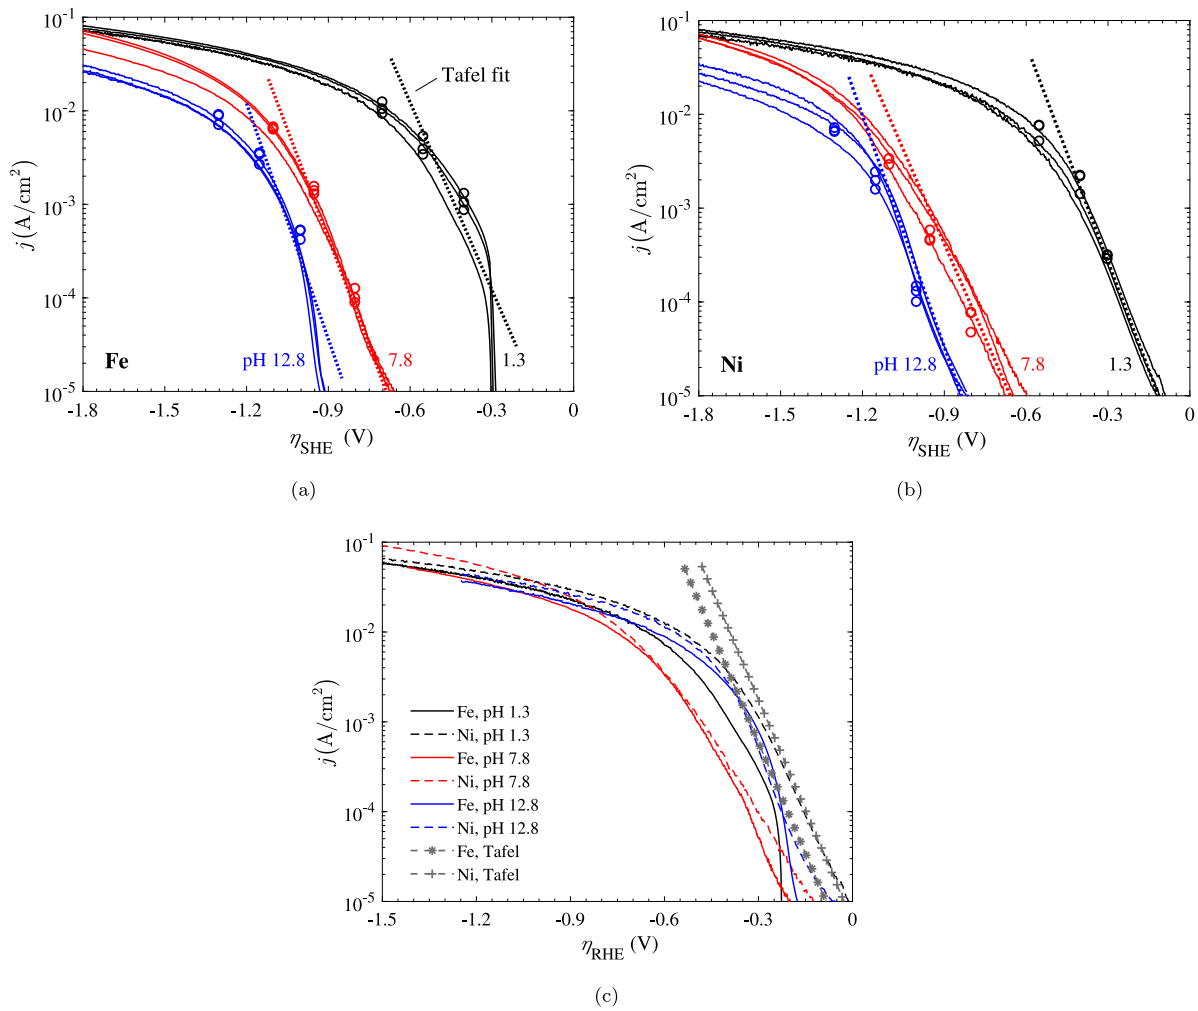 10⁻¹
10⁻²
10⁻³
10⁻⁴
10⁻⁵
j (A/cm²)
Tafel fit
Fe
pH 12.8
7.8
1.3
-1.8 -1.5 -1.2 -0.9 -0.6 -0.3 0
η_SHE (V)
(a)
10⁻¹
10⁻²
10⁻³
10⁻⁴
10⁻⁵
j (A/cm²)
Ni
pH 12.8
7.8
1.3
-1.8 -1.5 -1.2 -0.9 -0.6 -0.3 0
η_SHE (V)
(b)
10⁻¹
10⁻²
10⁻³
10⁻⁴
10⁻⁵
j (A/cm²)
Fe, pH 1.3
Ni, pH 1.3
Fe, pH 7.8
Ni, pH 7.8
Fe, pH 12.8
Ni, pH 12.8
Fe, Tafel
Ni, Tafel
-1.5 -1.2 -0.9 -0.6 -0.3 0
η_RHE (V)
(c)